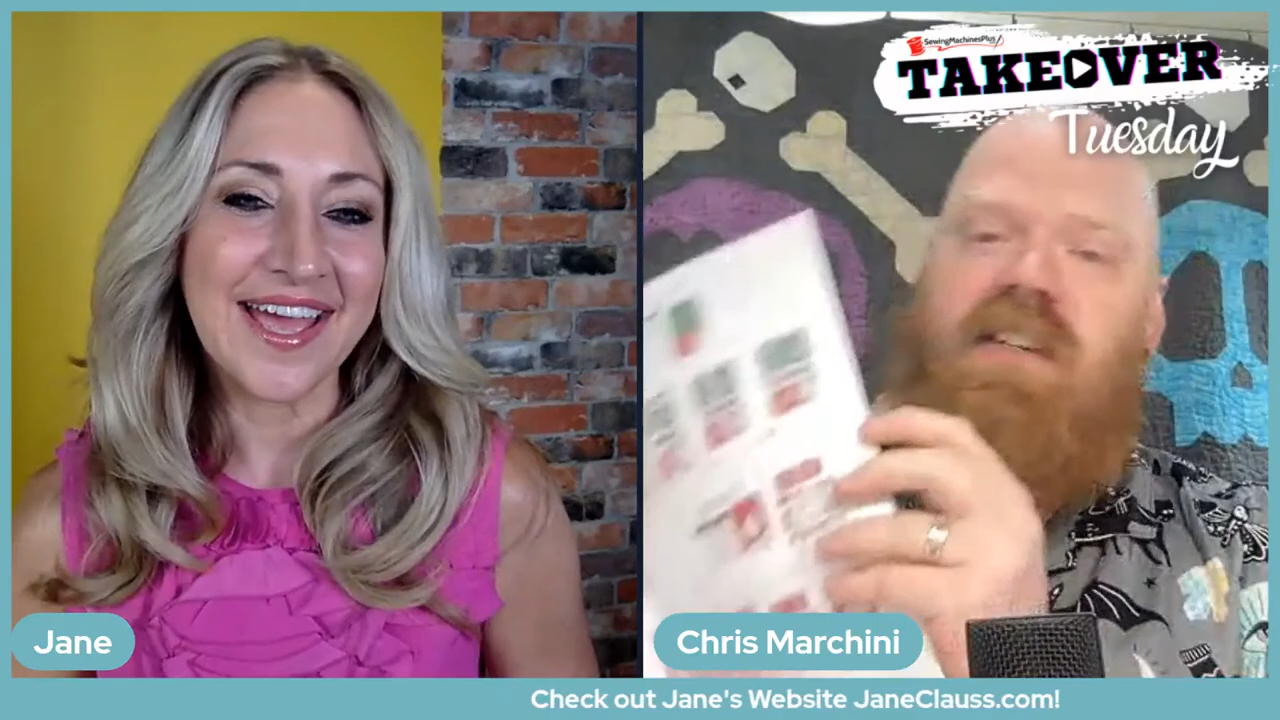 SewingMachinesPlus
TAKEOVER
Tuesday
Jane
Chris Marchini
Check out Jane's Website JaneClauss.com!